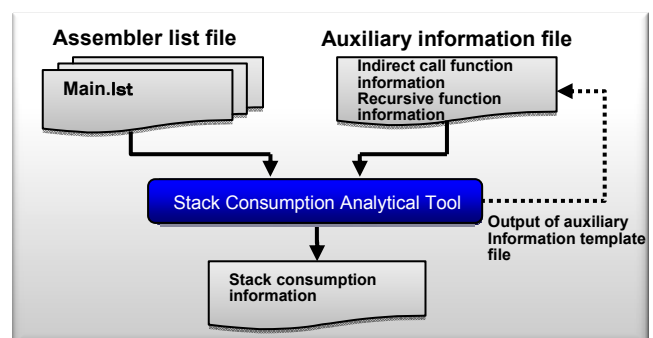 Assembler list file
Auxiliary information file
Main.lst
Indirect call function
information
Recursive function
information
Stack Consumption Analytical Tool
Output of auxiliary
Information template
file
Stack consumption
information